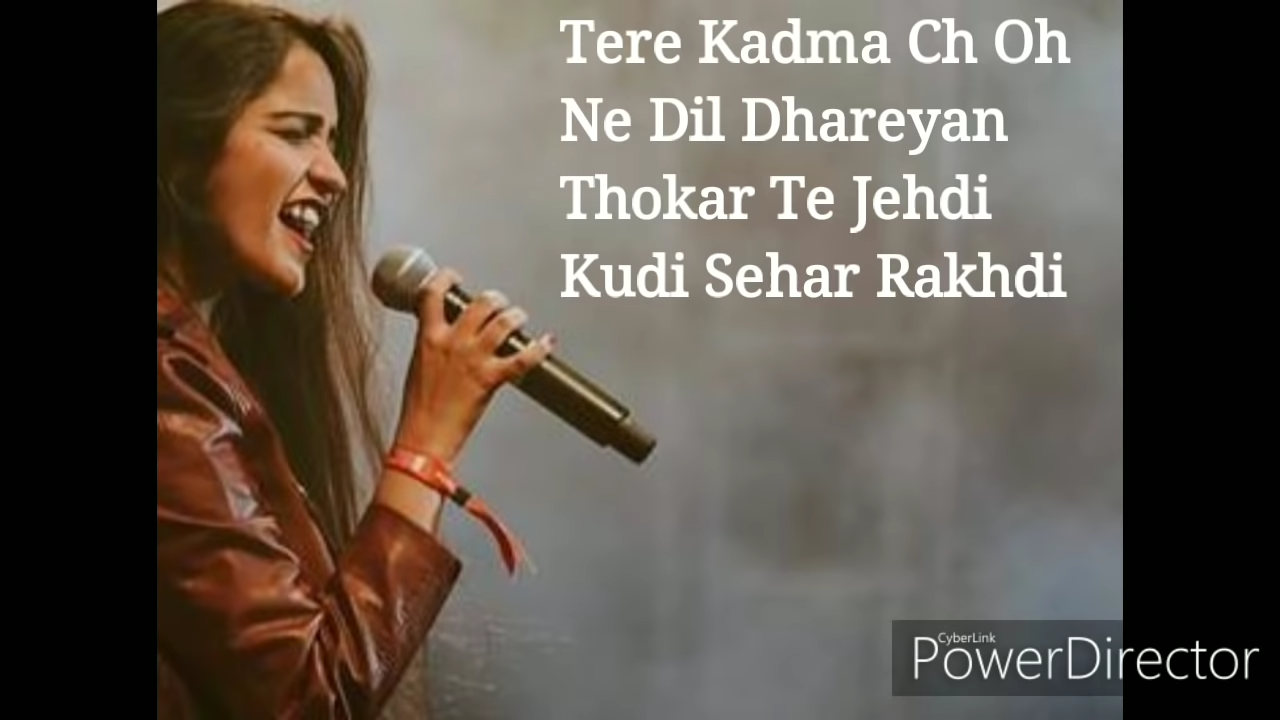 Tere Kadma Ch Oh
Ne Dil Dhareyan
Thokar Te Jehdi
Kudi Sehar Rakhdi
CyberLink
PowerDirector